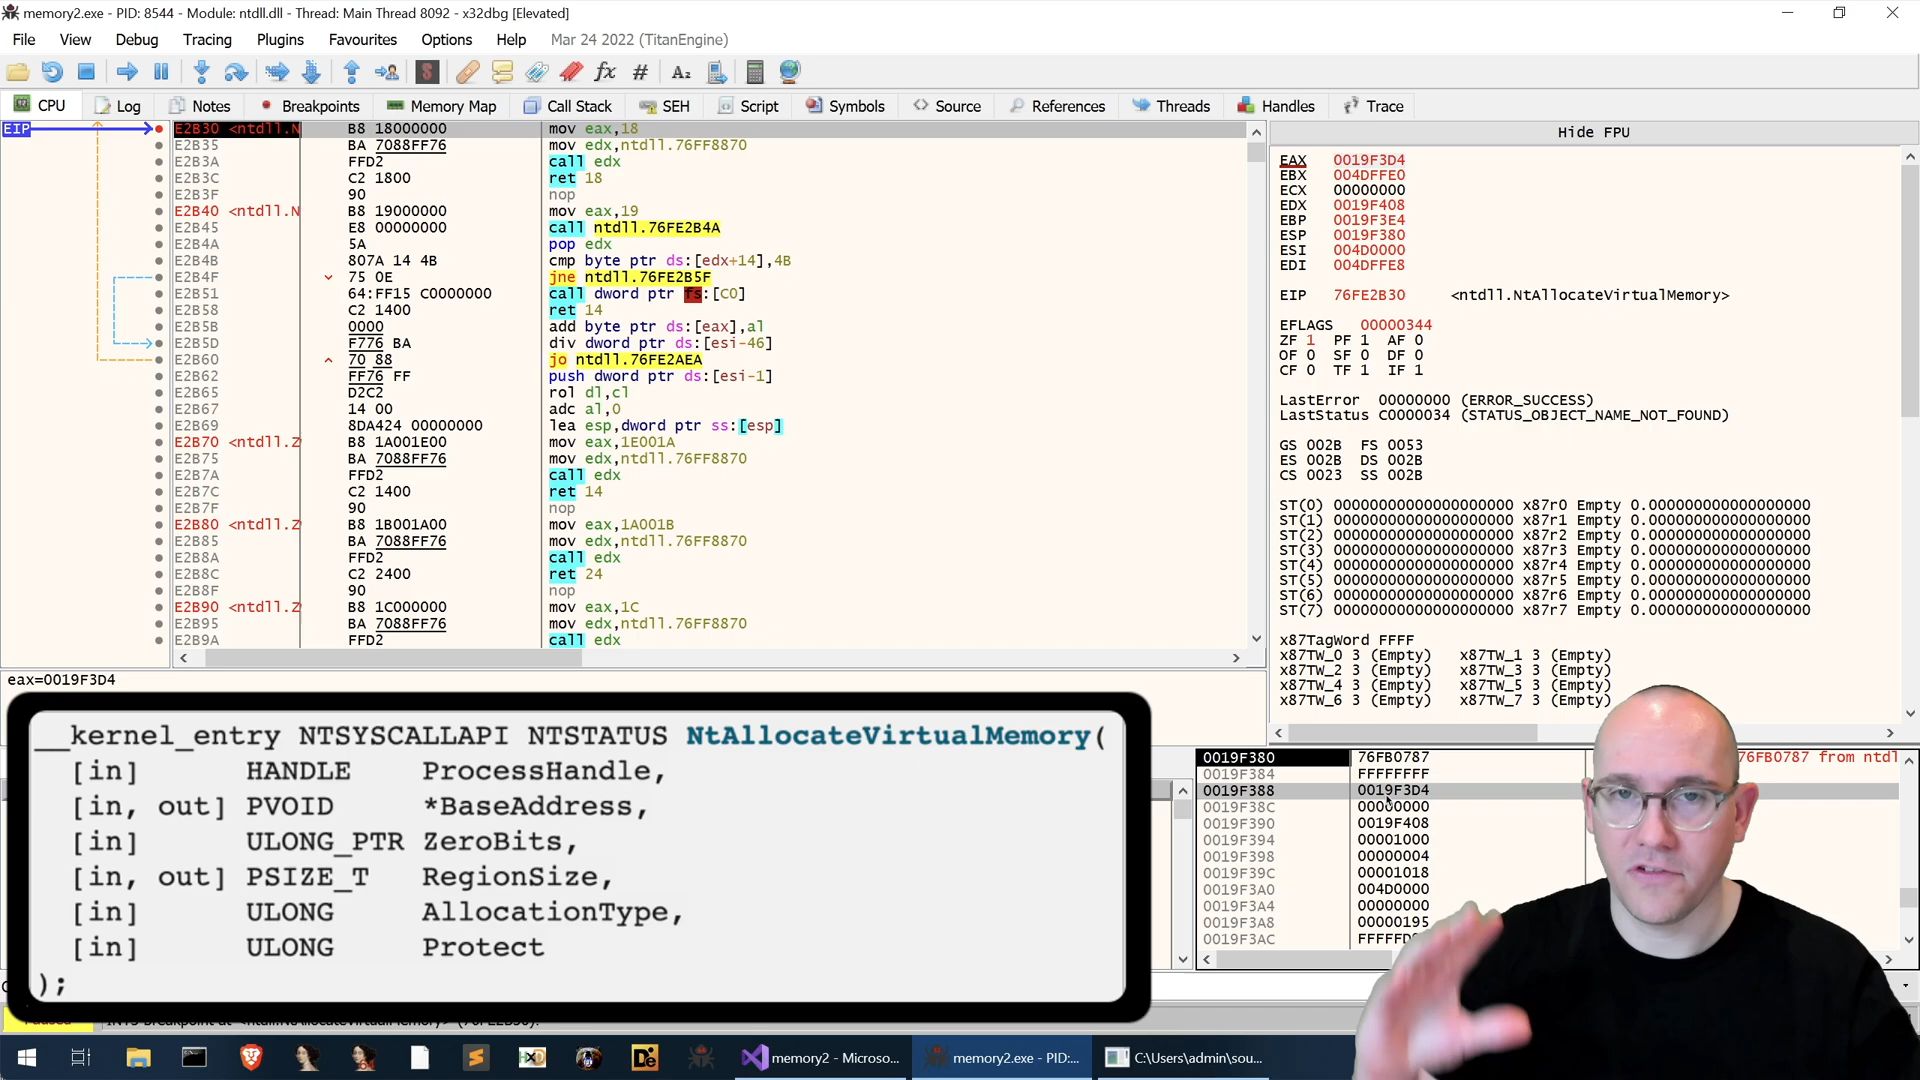 memory2.exe - PID: 8544 - Module: ntdll.dll - Thread: Main Thread 8092 - x32dbg [Elevated]
File View Debug Tracing Plugins Favourites Options Help Mar 24 2022 (TitanEngine)
CPU Log Notes Breakpoints Memory Map Call Stack SEH Script Symbols Source References Threads Handles Trace
EIP E2B30 <ntdll.N B8 18000000 mov eax,18
E2B35 BA 7088FF76 mov edx,ntdll.76FF8870
E2B3A FFD2 call edx
E2B3C C2 1800 ret 18
E2B3F 90 nop
E2B40 <ntdll.N B8 19000000 mov eax,19
E2B45 E8 00000000 call ntdll.76FE2B4A
E2B4A 5A pop edx
E2B4B 807A 14 4B cmp byte ptr ds:[edx+14],4B
E2B4F 75 0E jne ntdll.76FE2B5F
E2B51 64:FF15 C0000000 call dword ptr fs:[C0]
E2B58 C2 1400 ret 14
E2B5B 0000 add byte ptr ds:[eax],al
E2B5D F776 BA div dword ptr ds:[esi-46]
E2B60 70 88 jo ntdll.76FE2AEA
E2B62 FF76 FF push dword ptr ds:[esi-1]
E2B65 D2C2 rol dl,cl
E2B67 14 00 adc al,0
E2B69 8DA424 00000000 lea esp,dword ptr ss:[esp]
E2B70 <ntdll.Z B8 1A001E00 mov eax,1E001A
E2B75 BA 7088FF76 mov edx,ntdll.76FF8870
E2B7A FFD2 call edx
E2B7C C2 1400 ret 14
E2B7F 90 nop
E2B80 <ntdll.Z B8 1B001A00 mov eax,1A001B
E2B85 BA 7088FF76 mov edx,ntdll.76FF8870
E2B8A FFD2 call edx
E2B8C C2 2400 ret 24
E2B8F 90 nop
E2B90 <ntdll.Z B8 1C000000 mov eax,1C
E2B95 BA 7088FF76 mov edx,ntdll.76FF8870
E2B9A FFD2 call edx
Hide FPU
EAX 0019F3D4
EBX 004DFFE0
ECX 00000000
EDX 0019F408
EBP 0019F3E4
ESP 0019F380
ESI 004D0000
EDI 004DFFE8
EIP 76FE2B30 <ntdll.NtAllocateVirtualMemory>
EFLAGS 00000344
ZF 1 PF 1 AF 0
OF 0 SF 0 DF 0
CF 0 TF 1 IF 1
LastError 00000000 (ERROR_SUCCESS)
LastStatus C0000034 (STATUS_OBJECT_NAME_NOT_FOUND)
GS 002B FS 0053
ES 002B DS 002B
CS 0023 SS 002B
ST(0) 00000000000000000000 x87r0 Empty 0.0000000000000000000
ST(1) 00000000000000000000 x87r1 Empty 0.0000000000000000000
ST(2) 00000000000000000000 x87r2 Empty 0.0000000000000000000
ST(3) 00000000000000000000 x87r3 Empty 0.0000000000000000000
ST(4) 00000000000000000000 x87r4 Empty 0.0000000000000000000
ST(5) 00000000000000000000 x87r5 Empty 0.0000000000000000000
ST(6) 00000000000000000000 x87r6 Empty 0.0000000000000000000
ST(7) 00000000000000000000 x87r7 Empty 0.0000000000000000000
x87TagWord FFFF
x87TW_0 3 (Empty) x87TW_1 3 (Empty)
x87TW_2 3 (Empty) x87TW_3 3 (Empty)
x87TW_4 3 (Empty) x87TW_5 3 (Empty)
x87TW_6 3 (Empty) x87TW_7 3 (Empty)
eax=0019F3D4
__kernel_entry NTSYSCALLAPI NTSTATUS NtAllocateVirtualMemory(
[in] HANDLE ProcessHandle,
[in, out] PVOID *BaseAddress,
[in] ULONG_PTR ZeroBits,
[in, out] PSIZE_T RegionSize,
[in] ULONG AllocationType,
[in] ULONG Protect
);
0019F380 76FB0787 76FB0787 from ntdl
0019F384 FFFFFFFF
0019F388 0019F3D4
0019F38C 00000000
0019F390 0019F408
0019F394 00001000
0019F398 00000004
0019F39C 00001018
0019F3A0 004D0000
0019F3A4 00000000
0019F3A8 00000195
0019F3AC
memory2 - Microso... memory2.exe - PID:... C:\Users\admin\sou...